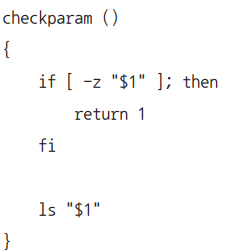 checkparam ()
{
    if [ -z "$1" ]; then
        return 1
    fi

    ls "$1"
}